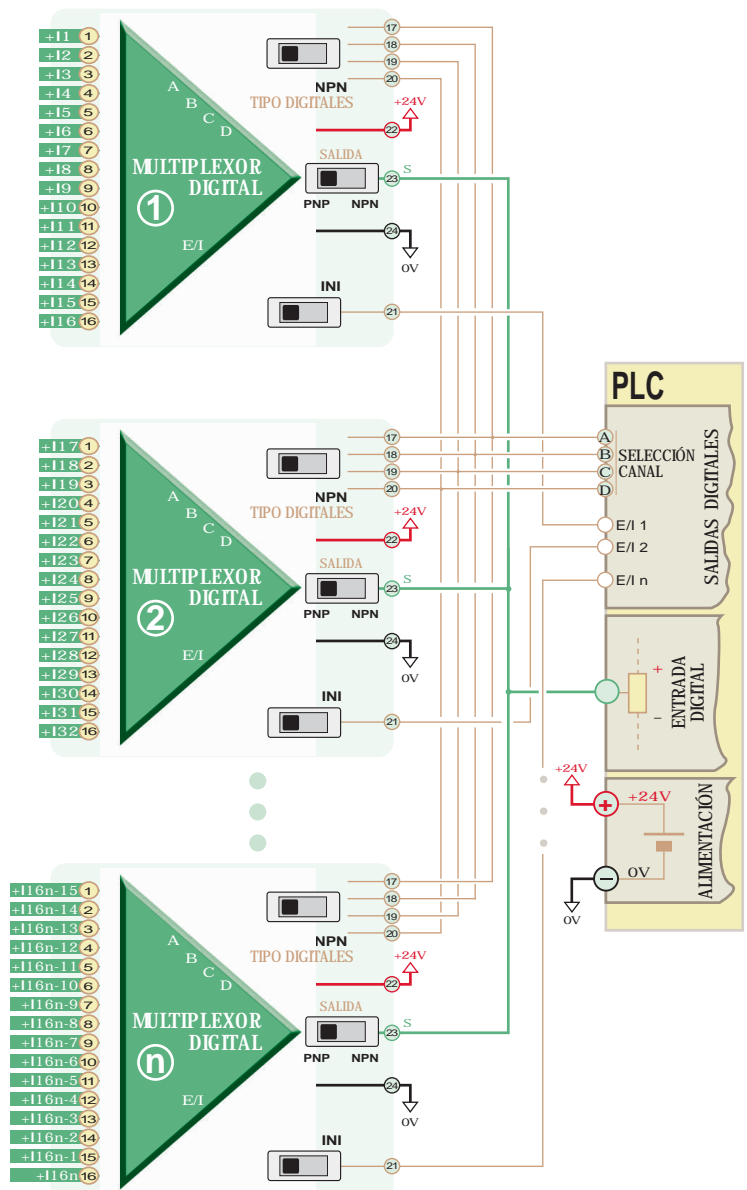 +I1 1
+I2 2
+I3 3
+I4 4
+I5 5
+I6 6
+I7 7
+I8 8
+I9 9
+I10 10
+I11 11
+I12 12
+I13 13
+I14 14
+I15 15
+I16 16
A
B
C
D
MULTIPLEXOR
DIGITAL
1
E/I
NPN
TIPO DIGITALES
SALIDA
PNP NPN
INI
17
18
19
20
+24V
22
S
23
24
0V
21
+I17 1
+I18 2
+I19 3
+I20 4
+I21 5
+I22 6
+I23 7
+I24 8
+I25 9
+I26 10
+I27 11
+I28 12
+I29 13
+I30 14
+I31 15
+I32 16
A
B
C
D
MULTIPLEXOR
DIGITAL
2
E/I
NPN
TIPO DIGITALES
SALIDA
PNP NPN
INI
17
18
19
20
+24V
22
S
23
24
0V
21
+I16n-15 1
+I16n-14 2
+I16n-13 3
+I16n-12 4
+I16n-11 5
+I16n-10 6
+I16n-9 7
+I16n-8 8
+I16n-7 9
+I16n-6 10
+I16n-5 11
+I16n-4 12
+I16n-3 13
+I16n-2 14
+I16n-1 15
+I16n 16
A
B
C
D
MULTIPLEXOR
DIGITAL
n
E/I
NPN
TIPO DIGITALES
SALIDA
PNP NPN
INI
17
18
19
20
+24V
22
S
23
24
0V
21
PLC
A
B
C
D
SELECCIÓN
CANAL
E/I 1
E/I 2
E/I n
SALIDAS DIGITALES
+
−
ENTRADA
DIGITAL
+24V
+
+24V
−
0V
0V
ALIMENTACIÓN